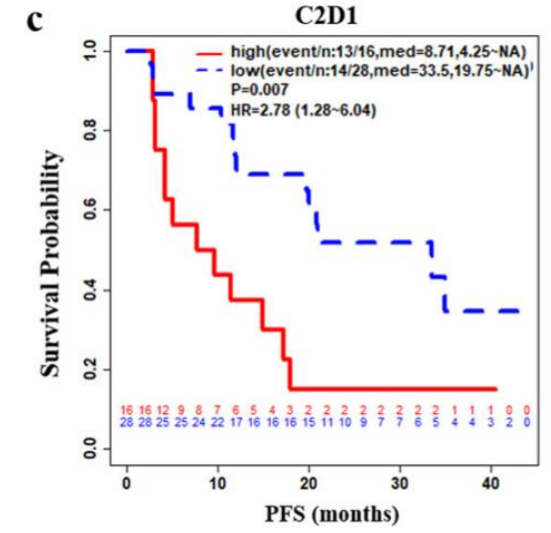 c
C2D1
high(event/n:13/16,med=8.71,4.25~NA)
low(event/n:14/28,med=33.5,19.75~NA)
P=0.007
HR=2.78 (1.28~6.04)
Survival Probability
1.0
0.8
0.6
0.4
0.2
0.0
16 16 12 9 8 7 6 5 4 3 2 2 2 2 2 2 2 2 1 1 1 0 0
28 28 25 25 24 22 17 16 16 16 15 11 10 9 7 7 6 5 4 4 3 2 0
0 10 20 30 40
PFS (months)